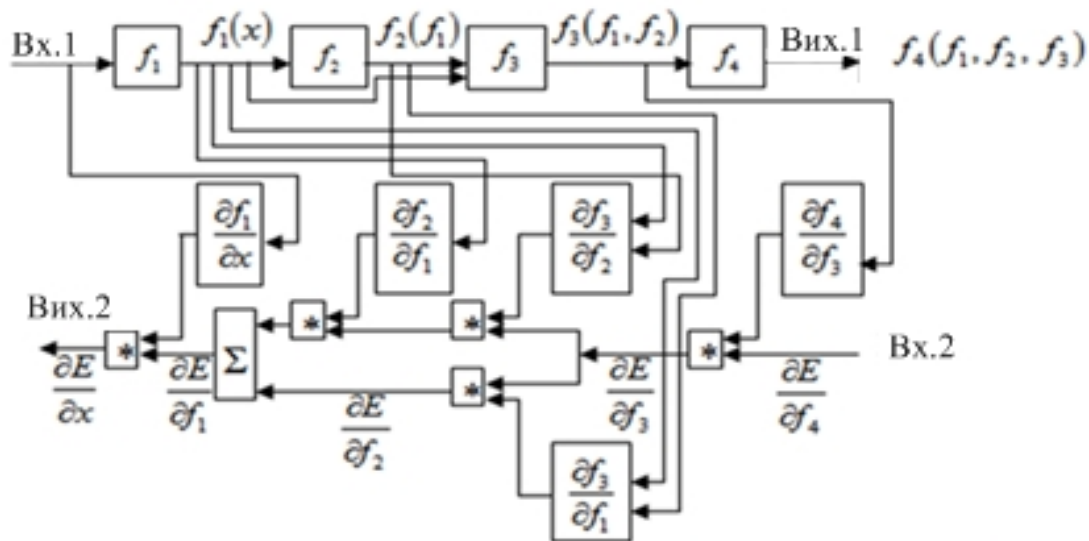 Вх.1
f₁
f₁(x)
f₂
f₂(f₁)
f₃
f₃(f₁, f₂)
f₄
Вих.1
f₄(f₁, f₂, f₃)
∂f₁/∂x
∂f₂/∂f₁
∂f₃/∂f₂
∂f₄/∂f₃
Вих.2
*
∂E/∂x
∂E/∂f₁
Σ
*
*
*
∂E/∂f₂
∂E/∂f₃
*
∂E/∂f₄
Вх.2
∂f₃/∂f₁